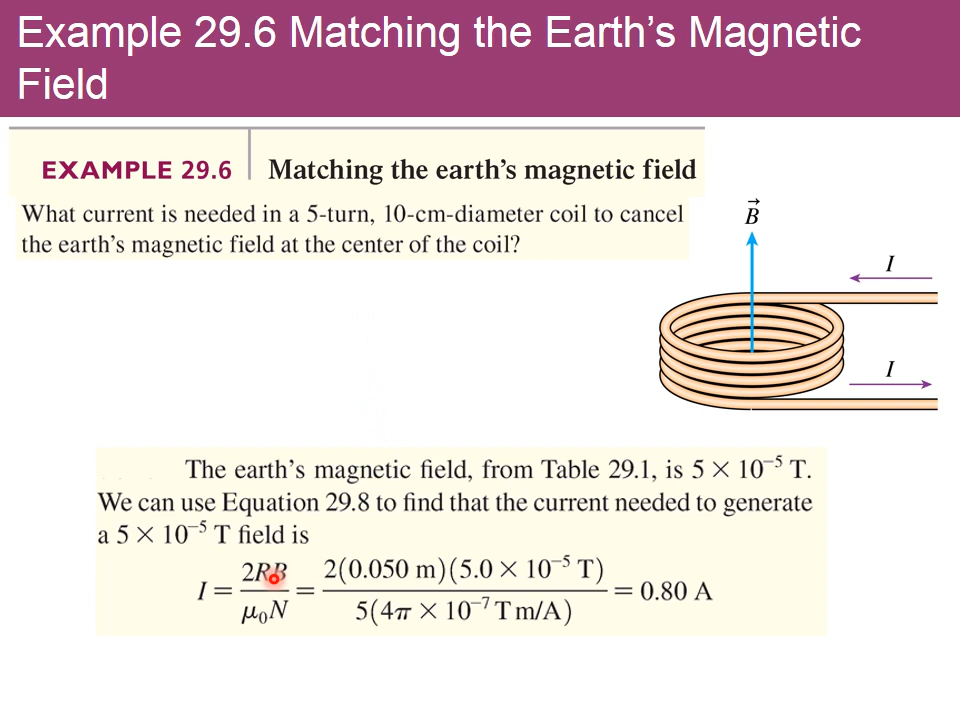 Example 29.6 Matching the Earth’s Magnetic
Field
EXAMPLE 29.6 Matching the earth’s magnetic field
What current is needed in a 5-turn, 10-cm-diameter coil to cancel
the earth’s magnetic field at the center of the coil?
B⃗
I
I
The earth’s magnetic field, from Table 29.1, is 5 × 10⁻⁵ T.
We can use Equation 29.8 to find that the current needed to generate
a 5 × 10⁻⁵ T field is
I = 2RB / μ₀N = 2(0.050 m)(5.0 × 10⁻⁵ T) / 5(4π × 10⁻⁷ T m/A) = 0.80 A